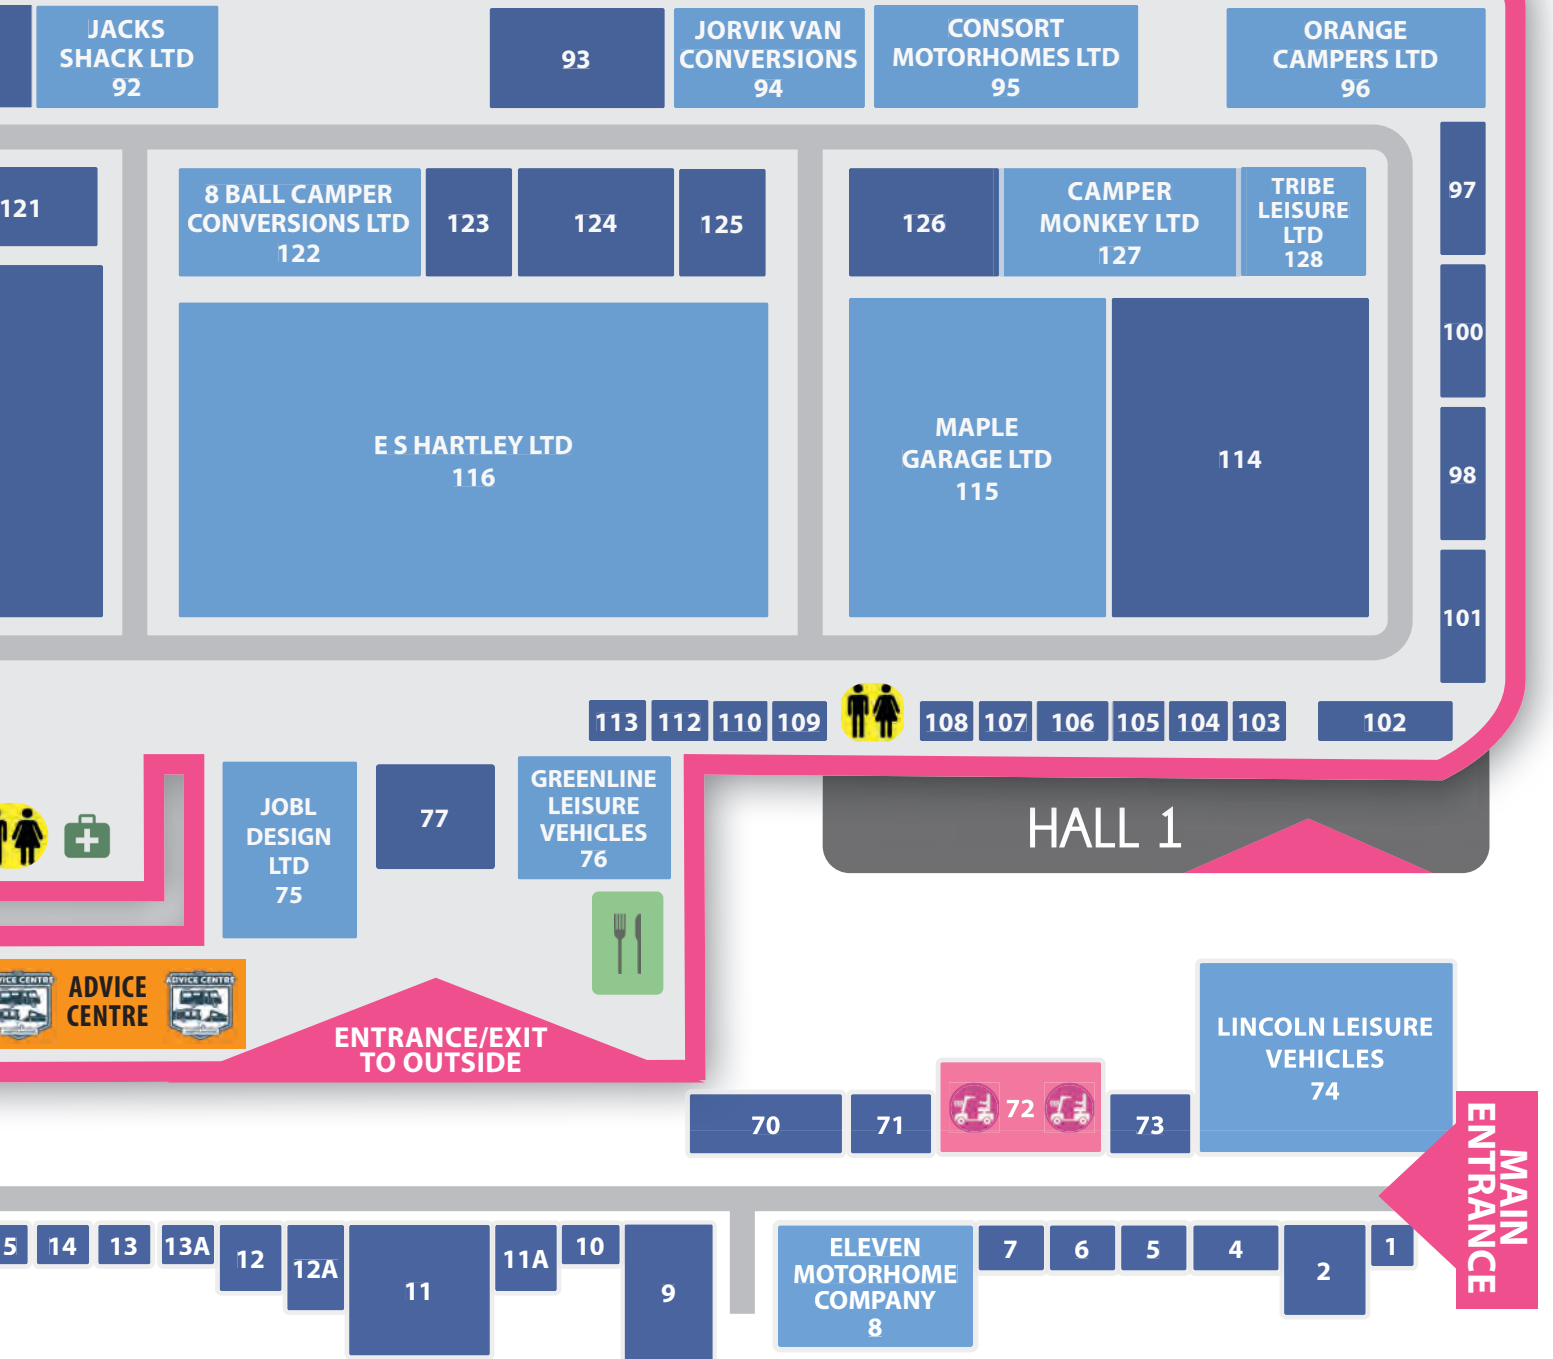 JACKS
SHACK LTD
92
93
JORVIK VAN
CONVERSIONS
94
CONSORT
MOTORHOMES LTD
95
ORANGE
CAMPERS LTD
96
121
8 BALL CAMPER
CONVERSIONS LTD
122
123
124
125
126
CAMPER
MONKEY LTD
127
TRIBE
LEISURE
LTD
128
97
100
98
101
E S HARTLEY LTD
116
MAPLE
GARAGE LTD
115
114
113
112
110
109
108
107
106
105
104
103
102
JOBL
DESIGN
LTD
75
77
GREENLINE
LEISURE
VEHICLES
76
HALL 1
ADVICE CENTRE
ADVICE
CENTRE
ENTRANCE/EXIT
TO OUTSIDE
LINCOLN LEISURE
VEHICLES
74
70
71
72
73
MAIN
ENTRANCE
5
14
13
13A
12
12A
11
11A
10
9
ELEVEN
MOTORHOME
COMPANY
8
7
6
5
4
2
1